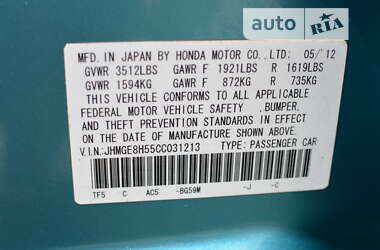 auto RIA
MFD. IN JAPAN BY HONDA MOTOR CO.,LTD: 05/12
GVWR 3512LBS GAWR F 1921LBS R 1619LBS
GVWR 1594KG GAWR F 872KG R 735KG
THIS VEHICLE CONFORMS TO ALL APPLICABLE
FEDERAL MOTOR VEHICLE SAFETY ,BUMPER,
AND THEFT PREVENTION STANDARDS IN EFFECT
ON THE DATE OF MANUFACTURE SHOWN ABOVE.
V.I.N:JHMGE8H55CC031213 TYPE: PASSENGER CAR
TF5 C AC5 -BG59M -J -C